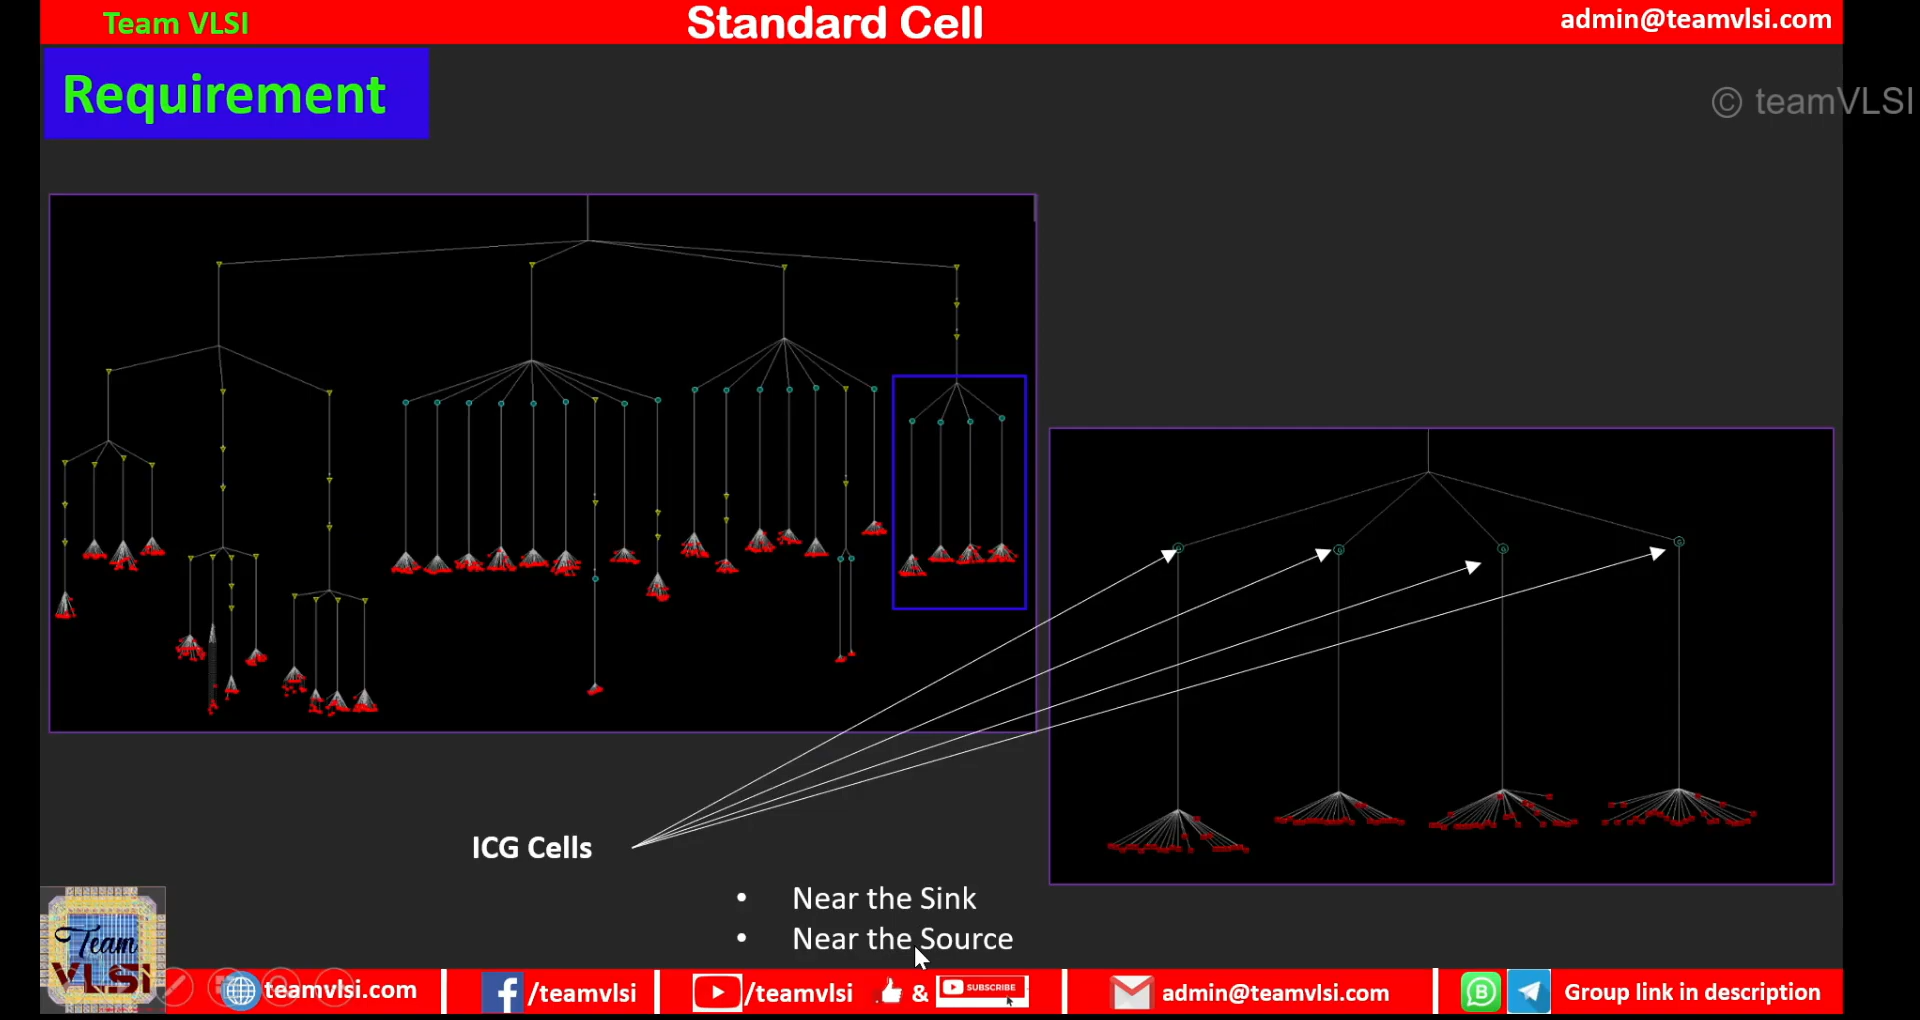 Team VLSI
Standard Cell
admin@teamvlsi.com
Requirement
© teamVLSI
ICG Cells
• Near the Sink
• Near the Source
Team
VLSI
teamvlsi.com
/teamvlsi
/teamvlsi
&
SUBSCRIBE
admin@teamvlsi.com
Group link in description